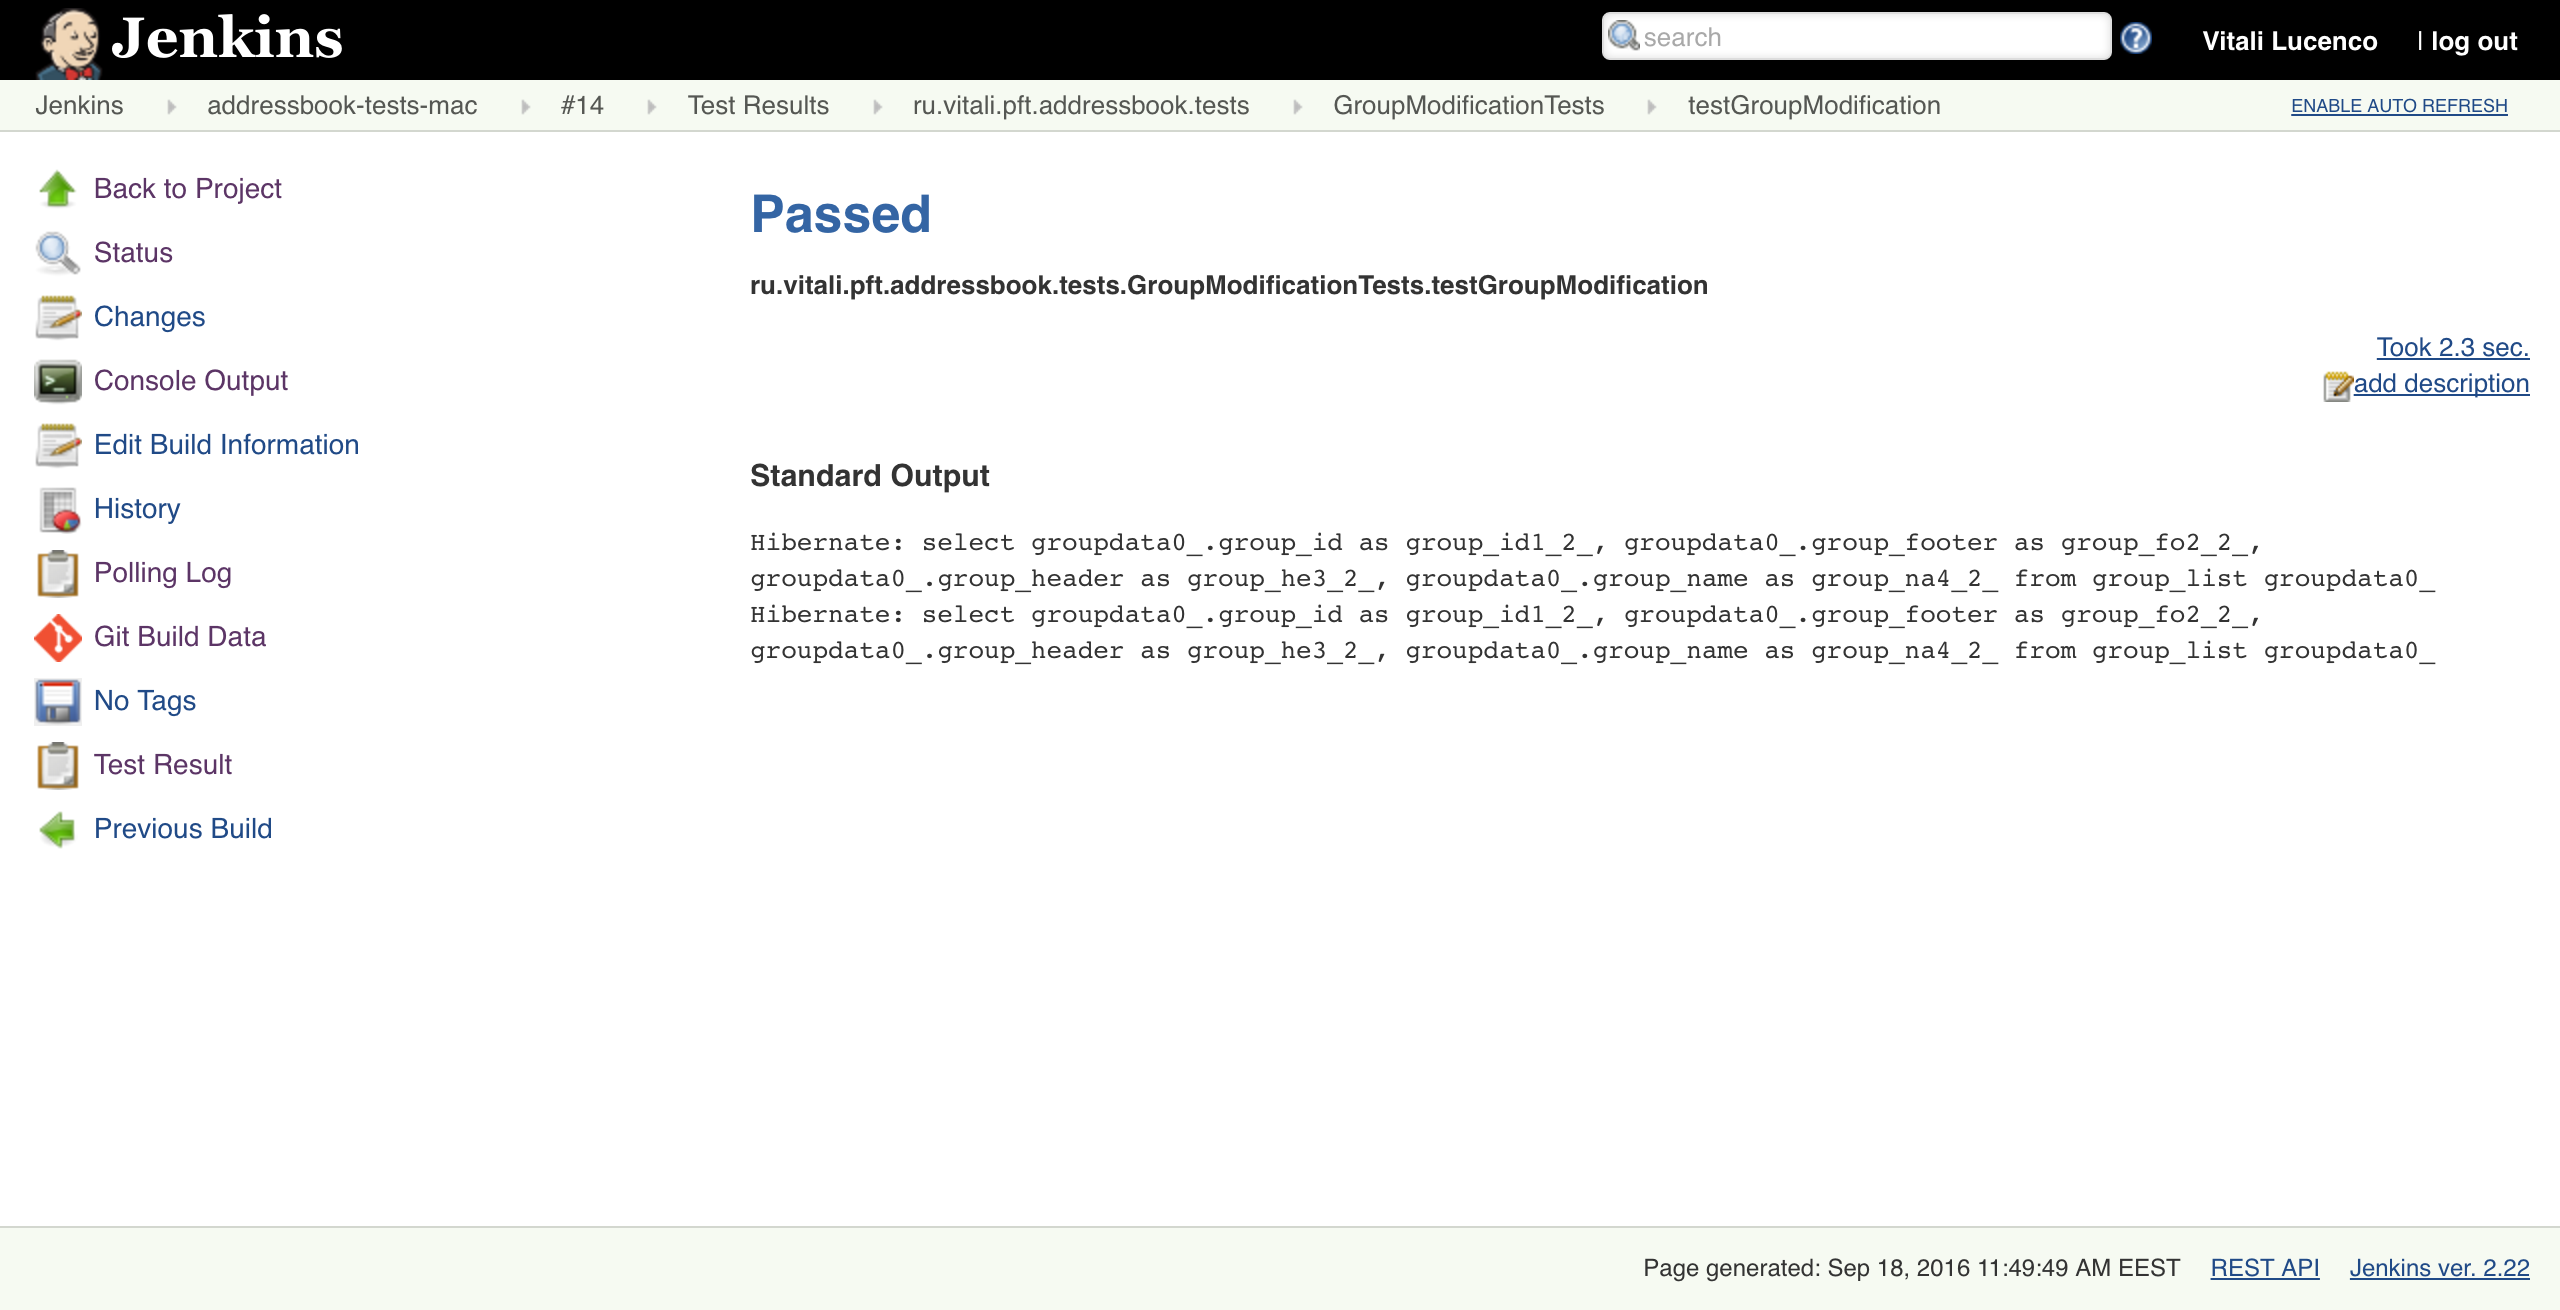 Jenkins
search
Vitali Lucenco | log out
Jenkins addressbook-tests-mac #14 Test Results ru.vitali.pft.addressbook.tests GroupModificationTests testGroupModification ENABLE AUTO REFRESH
Back to Project
Status
Changes
Console Output
Edit Build Information
History
Polling Log
Git Build Data
No Tags
Test Result
Previous Build
Passed
ru.vitali.pft.addressbook.tests.GroupModificationTests.testGroupModification
Took 2.3 sec.
add description
Standard Output
Hibernate: select groupdata0_.group_id as group_id1_2_, groupdata0_.group_footer as group_fo2_2_,
groupdata0_.group_header as group_he3_2_, groupdata0_.group_name as group_na4_2_ from group_list groupdata0_
Hibernate: select groupdata0_.group_id as group_id1_2_, groupdata0_.group_footer as group_fo2_2_,
groupdata0_.group_header as group_he3_2_, groupdata0_.group_name as group_na4_2_ from group_list groupdata0_
Page generated: Sep 18, 2016 11:49:49 AM EEST REST API Jenkins ver. 2.22